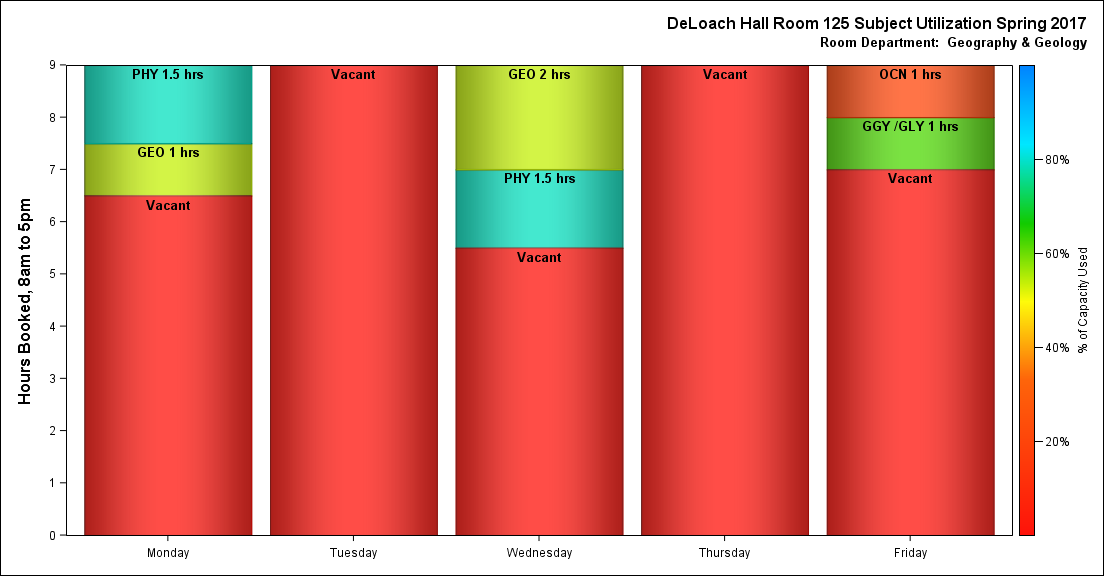 DeLoach Hall Room 125 Subject Utilization Spring 2017
Room Department:  Geography & Geology
Hours Booked, 8am to 5pm
9
8
7
6
5
4
3
2
1
0
PHY 1.5 hrs
GEO 1 hrs
Vacant
Vacant
GEO 2 hrs
PHY 1.5 hrs
Vacant
Vacant
OCN 1 hrs
GGY /GLY 1 hrs
Vacant
Monday
Tuesday
Wednesday
Thursday
Friday
80%
60%
40%
20%
% of Capacity Used